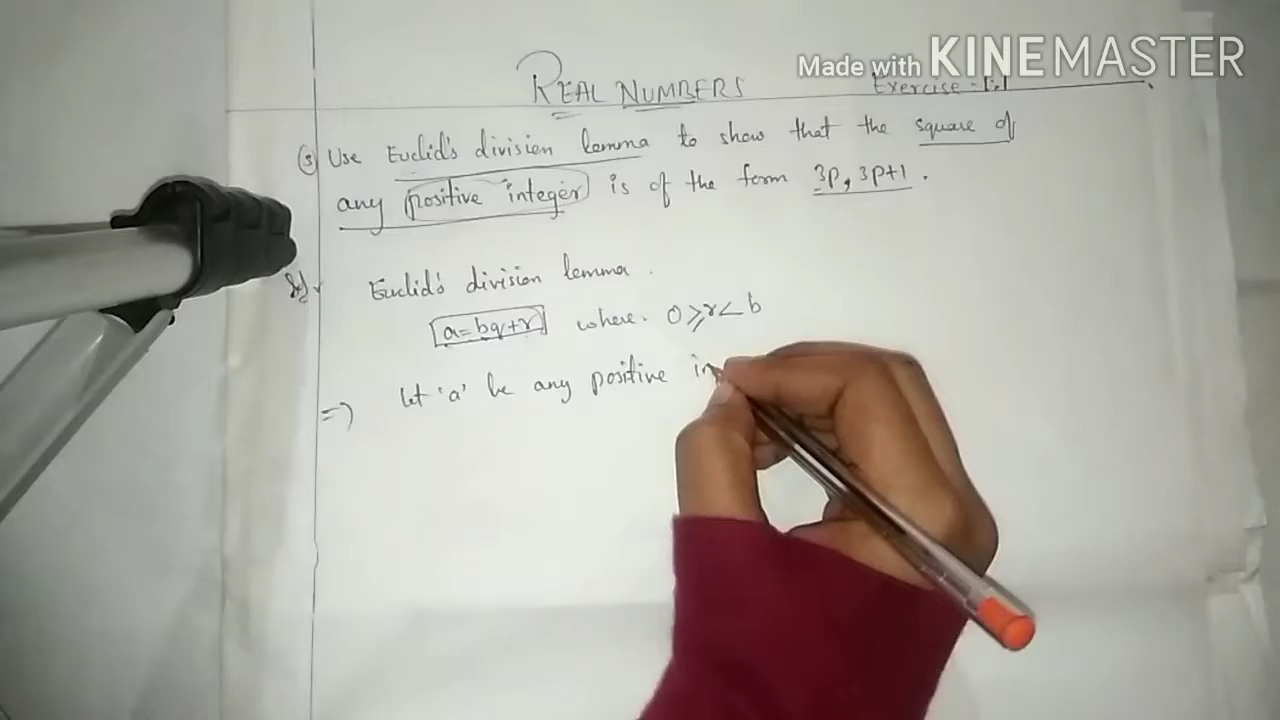 Made with KINEMASTER
REAL NUMBERS Exercise - 1.1
③ Use Euclid's division lemma to show that the square of
any positive integer is of the form 3p, 3p+1.
Sol Euclid's division lemma.
a=bq+r where. 0⩾r<b
=) let 'a' be any positive in